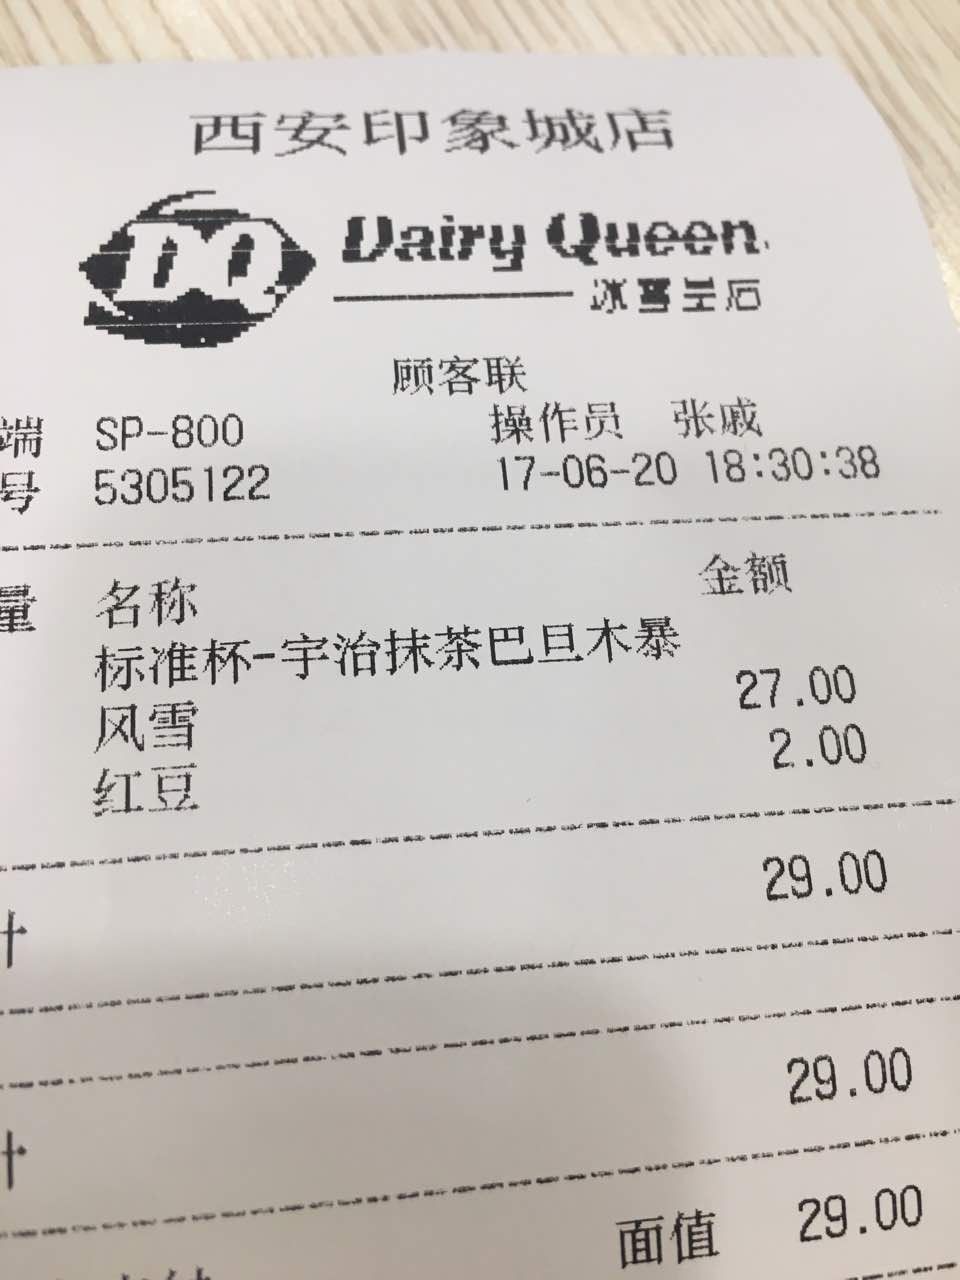 西安印象城店
DQ Dairy Queen
冰雪皇后
顾客联
端 SP-800 操作员 张戚
号 5305122 17-06-20 18:30:38
量 名称 金额
标准杯-宇治抹茶巴旦木暴
风雪 27.00
红豆 2.00
计 29.00
计 29.00
面值 29.00